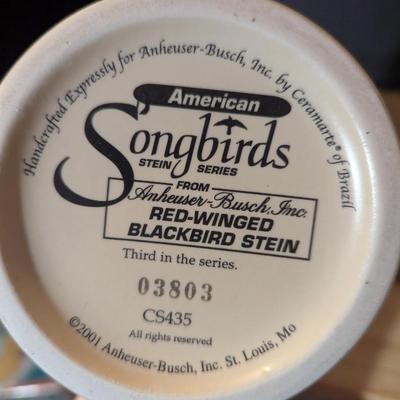 Handcrafted Expressly for Anheuser-Busch, Inc. by Ceramarte® of Brazil
American
Songbirds
STEIN SERIES
FROM
Anheuser-Busch, Inc.
RED-WINGED
BLACKBIRD STEIN
Third in the series.
03803
CS435
All rights reserved
©2001 Anheuser-Busch, Inc. St. Louis, Mo